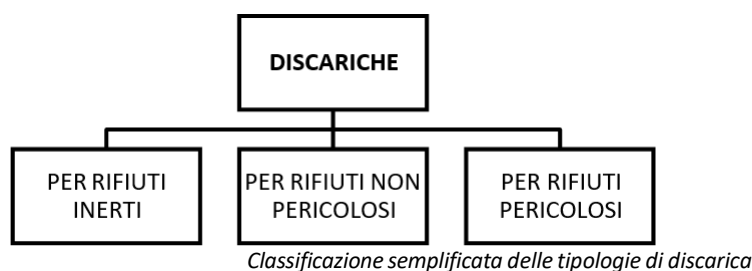 DISCARICHE
PER RIFIUTI
INERTI
PER RIFIUTI NON
PERICOLOSI
PER RIFIUTI
PERICOLOSI
Classificazione semplificata delle tipologie di discarica